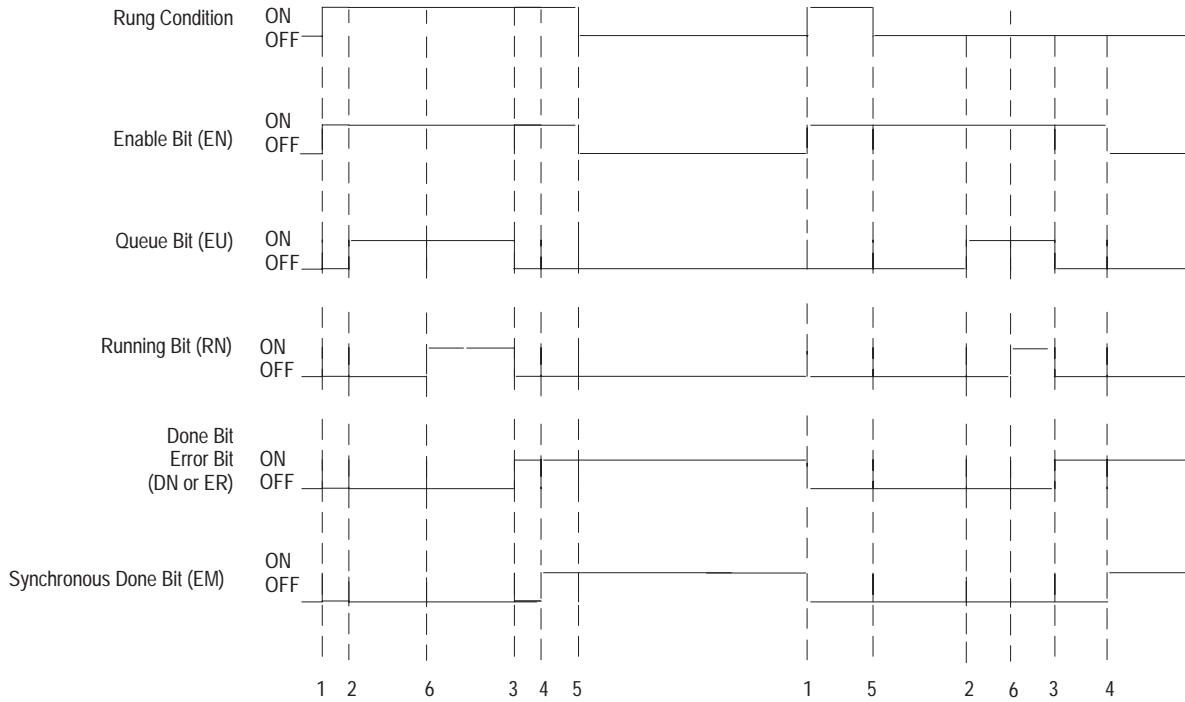 Rung Condition
ON
OFF
Enable Bit (EN)
ON
OFF
Queue Bit (EU)
ON
OFF
Running Bit (RN)
ON
OFF
Done Bit
Error Bit
(DN or ER)
ON
OFF
Synchronous Done Bit (EM)
ON
OFF
1 2 6 3 4 5 1 5 2 6 3 4